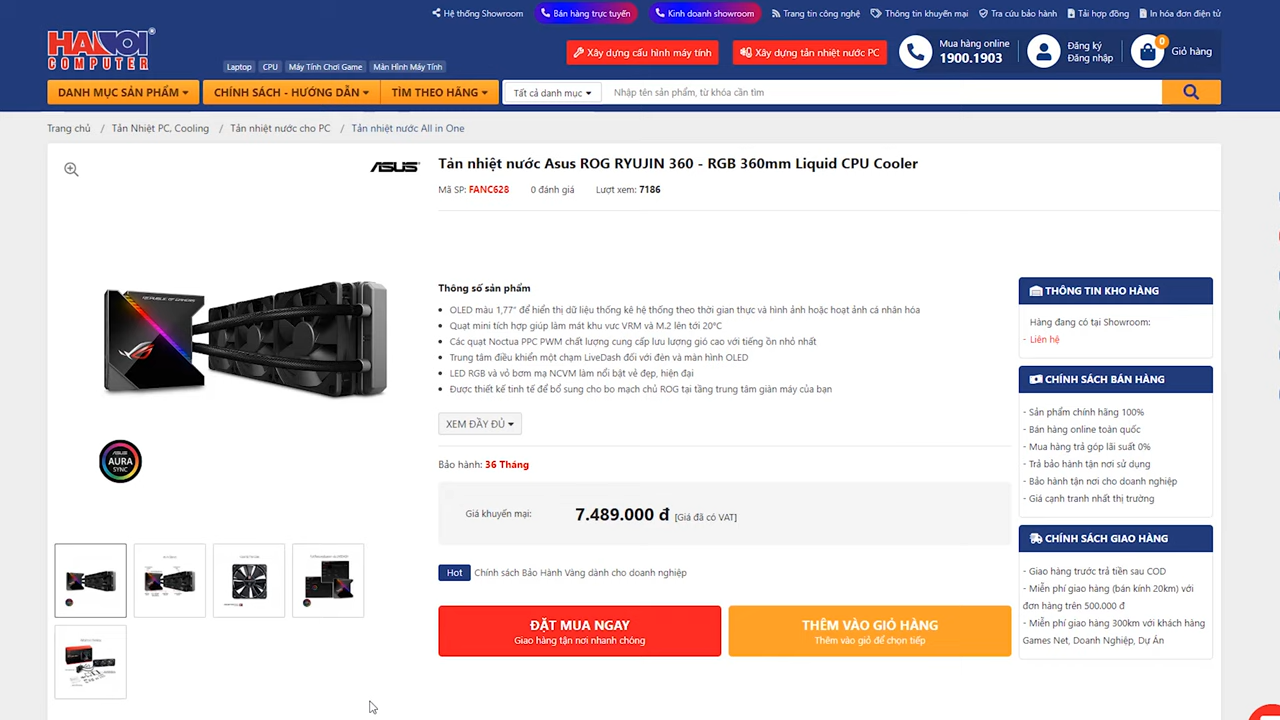 Hệ thống Showroom
Bán hàng trực tuyến
Kinh doanh showroom
Trang tin công nghệ
Thông tin khuyến mại
Tra cứu bảo hành
Tải hợp đồng
In hóa đơn điện tử
HANOI
COMPUTER
Laptop
CPU
Máy Tính Chơi Game
Màn Hình Máy Tính
Xây dựng cấu hình máy tính
Xây dựng tản nhiệt nước PC
Mua hàng online
1900.1903
Đăng ký
Đăng nhập
0
Giỏ hàng
DANH MỤC SẢN PHẨM
CHÍNH SÁCH - HƯỚNG DẪN
TÌM THEO HÃNG
Tất cả danh mục
Nhập tên sản phẩm, từ khóa cần tìm
Trang chủ / Tản Nhiệt PC, Cooling / Tản nhiệt nước cho PC / Tản nhiệt nước All in One
ASUS
Tản nhiệt nước Asus ROG RYUJIN 360 - RGB 360mm Liquid CPU Cooler
Mã SP: FANC628
0 đánh giá
Lượt xem: 7186
REPUBLIC OF GAMERS
ASUS
AURA
SYNC
Thông số sản phẩm
OLED màu 1,77" để hiển thị dữ liệu thống kê hệ thống theo thời gian thực và hình ảnh hoặc hoạt ảnh cá nhân hóa
Quạt mini tích hợp giúp làm mát khu vực VRM và M.2 lên tới 20°C
Các quạt Noctua PPC PWM chất lượng cung cấp lưu lượng gió cao với tiếng ồn nhỏ nhất
Trung tâm điều khiển một chạm LiveDash đối với đèn và màn hình OLED
LED RGB và vỏ bơm mạ NCVM làm nổi bật vẻ đẹp, hiện đại
Được thiết kế tinh tế để bổ sung cho bo mạch chủ ROG tại tầng trung tâm giàn máy của bạn
XEM ĐẦY ĐỦ
Bảo hành: 36 Tháng
Giá khuyến mại:
7.489.000 đ [Giá đã có VAT]
Hot
Chính sách Bảo Hành Vàng dành cho doanh nghiệp
ĐẶT MUA NGAY
Giao hàng tận nơi nhanh chóng
THÊM VÀO GIỎ HÀNG
Thêm vào giỏ để chọn tiếp
THÔNG TIN KHO HÀNG
Hàng đang có tại Showroom:
- Liên hệ
CHÍNH SÁCH BÁN HÀNG
- Sản phẩm chính hãng 100%
- Bán hàng online toàn quốc
- Mua hàng trả góp lãi suất 0%
- Trả bảo hành tận nơi sử dụng
- Bảo hành tận nơi cho doanh nghiệp
- Giá cạnh tranh nhất thị trường
CHÍNH SÁCH GIAO HÀNG
- Giao hàng trước trả tiền sau COD
- Miễn phí giao hàng (bán kính 20km) với
đơn hàng trên 500.000 đ
- Miễn phí giao hàng 300km với khách hàng
Games Net, Doanh Nghiệp, Dự Án